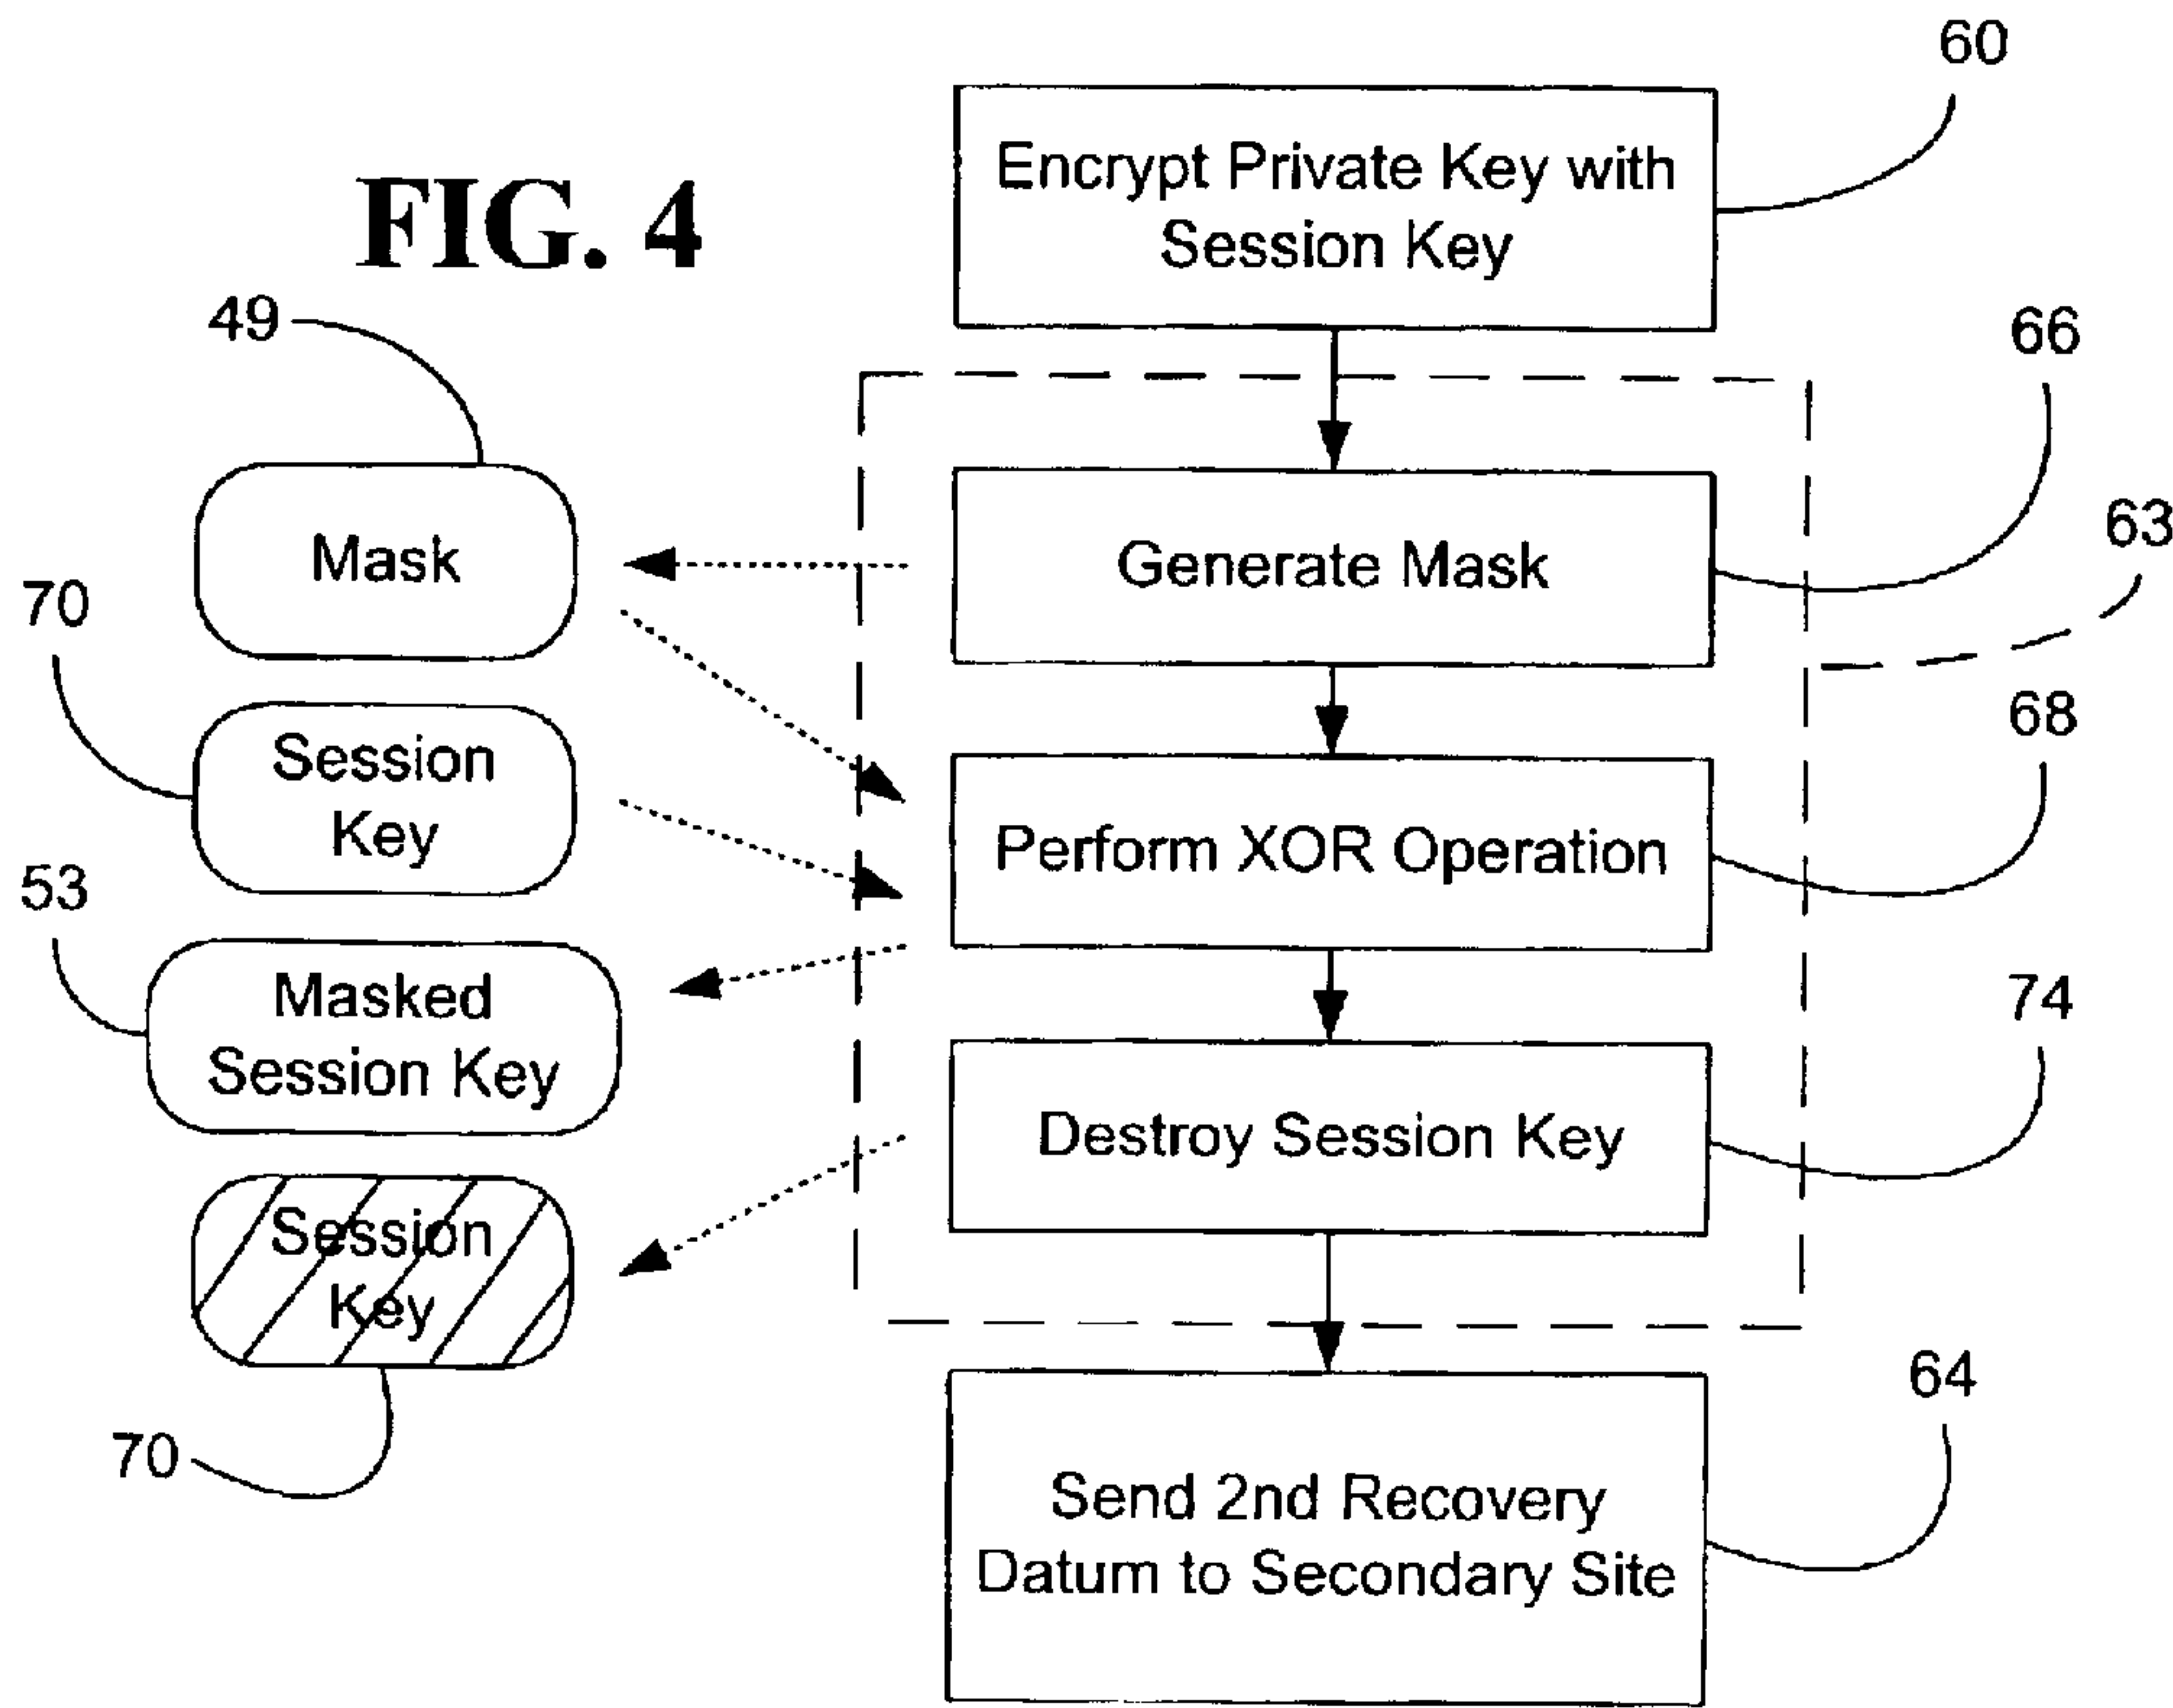 60
Encrypt Private Key with
Session Key
FIG. 4
49
66
Mask
Generate Mask
63
70
68
Session
Key
Perform XOR Operation
53
Masked
Session Key
74
Destroy Session Key
Session
Key
64
70
Send 2nd Recovery
Datum to Secondary Site